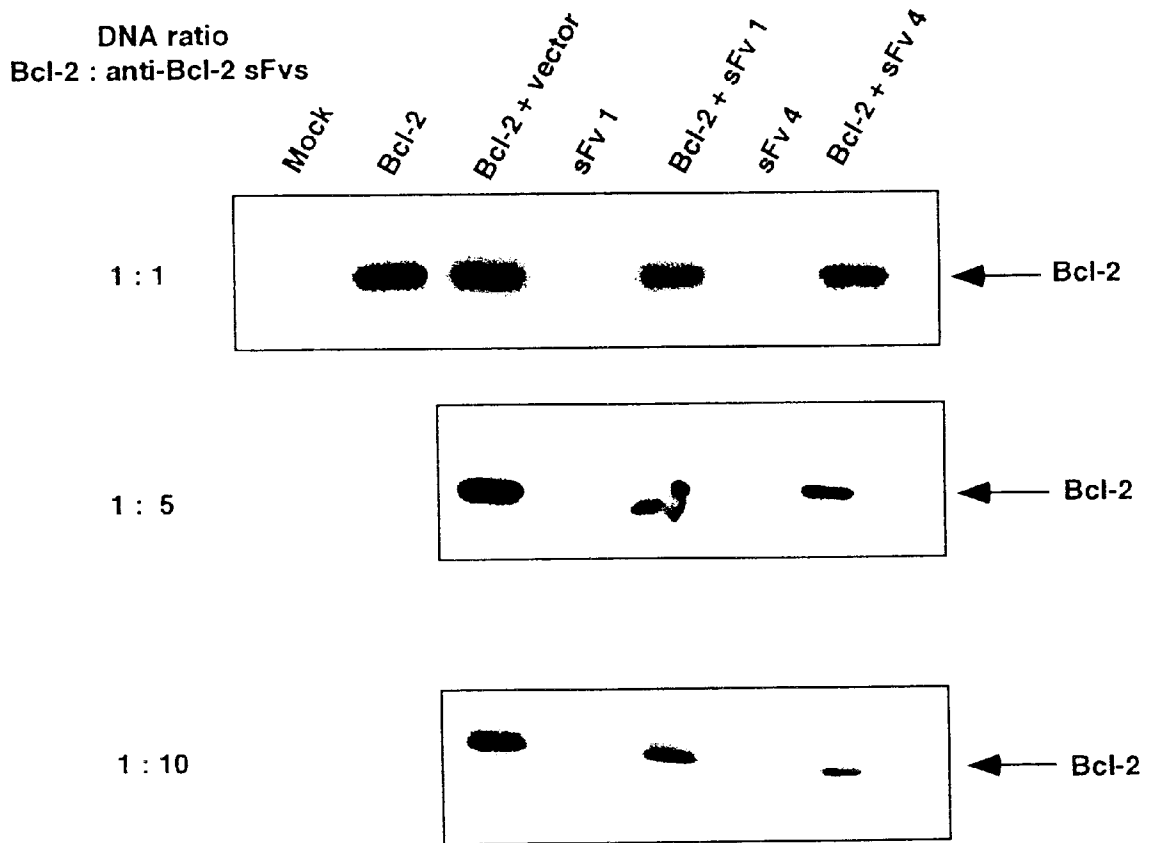 DNA ratio
Bcl-2 : anti-Bcl-2 sFvs
Mock
Bcl-2
Bcl-2 + vector
sFv 1
Bcl-2 + sFv 1
sFv 4
Bcl-2 + sFv 4
1 : 1
Bcl-2
1 : 5
Bcl-2
1 : 10
Bcl-2